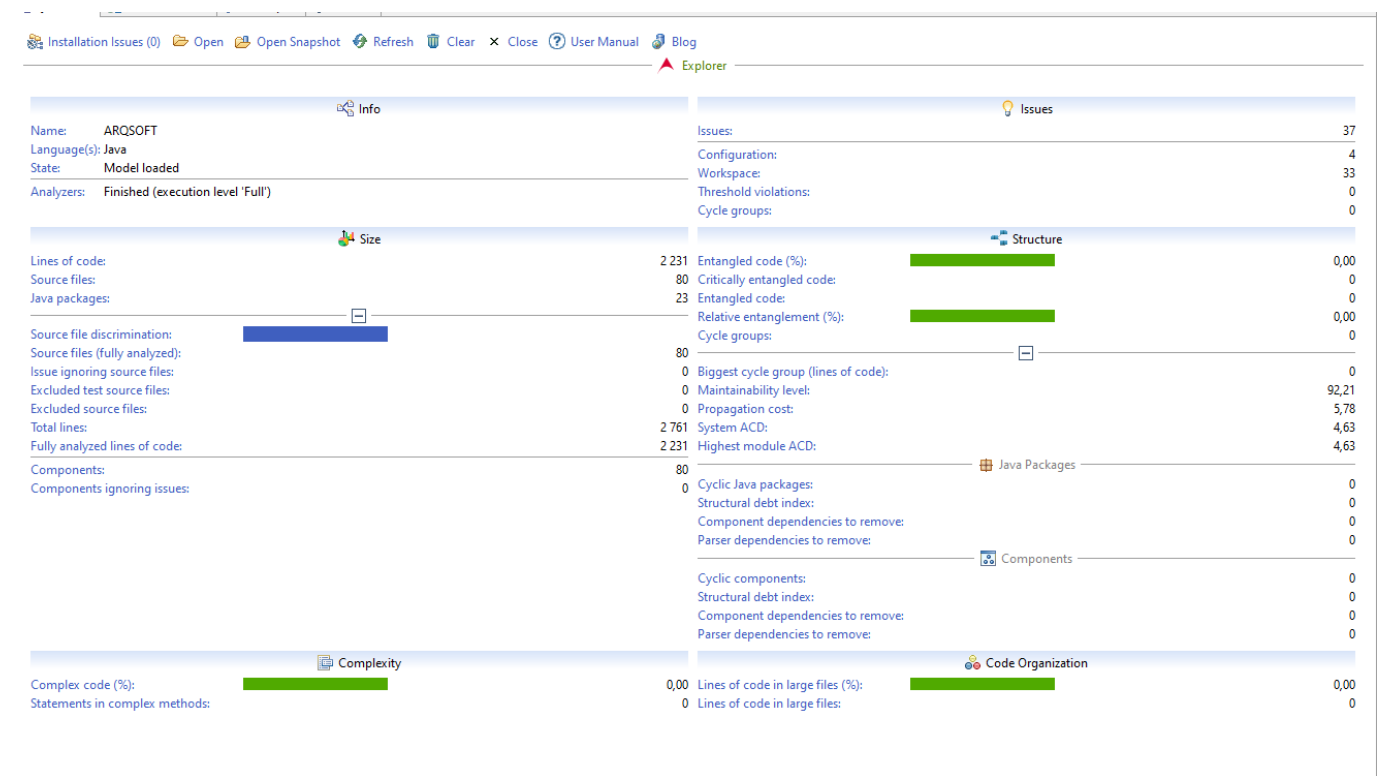 Installation Issues (0) Open Open Snapshot Refresh Clear Close User Manual Blog
Explorer
Info
Name: ARQSOFT
Language(s): Java
State: Model loaded
Analyzers: Finished (execution level 'Full')
Issues
Issues: 37
Configuration: 4
Workspace: 33
Threshold violations: 0
Cycle groups: 0
Size
Lines of code: 2 231
Source files: 80
Java packages: 23
Source file discrimination:
Source files (fully analyzed): 80
Issue ignoring source files: 0
Excluded test source files: 0
Excluded source files: 0
Total lines: 2 761
Fully analyzed lines of code: 2 231
Components: 80
Components ignoring issues: 0
Structure
Entangled code (%): 0,00
Critically entangled code: 0
Entangled code: 0
Relative entanglement (%): 0,00
Cycle groups: 0
Biggest cycle group (lines of code): 0
Maintainability level: 92,21
Propagation cost: 5,78
System ACD: 4,63
Highest module ACD: 4,63
Java Packages
Cyclic Java packages: 0
Structural debt index: 0
Component dependencies to remove: 0
Parser dependencies to remove: 0
Components
Cyclic components: 0
Structural debt index: 0
Component dependencies to remove: 0
Parser dependencies to remove: 0
Complexity
Complex code (%): 0,00
Statements in complex methods: 0
Code Organization
Lines of code in large files (%): 0,00
Lines of code in large files: 0